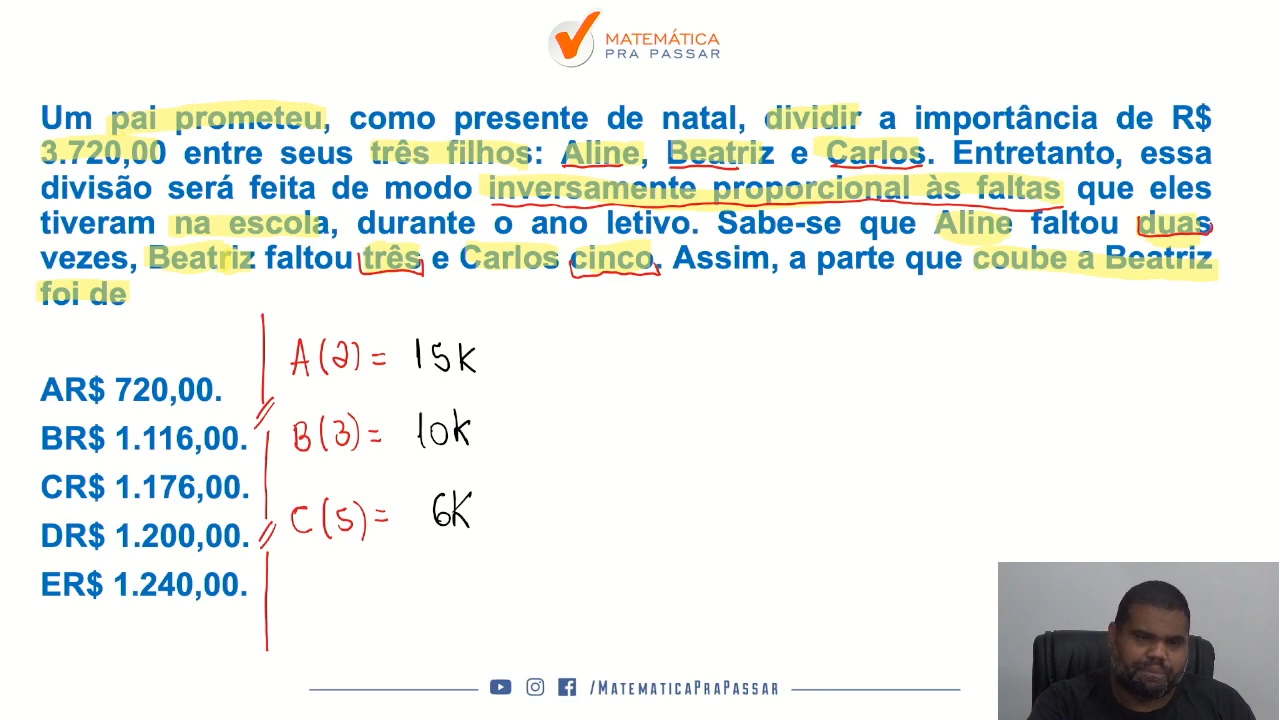 MATEMÁTICA
PRA PASSAR
Um pai prometeu, como presente de natal, dividir a importância de R$
3.720,00 entre seus três filhos: Aline, Beatriz e Carlos. Entretanto, essa
divisão será feita de modo inversamente proporcional às faltas que eles
tiveram na escola, durante o ano letivo. Sabe-se que Aline faltou duas
vezes, Beatriz faltou três e Carlos cinco. Assim, a parte que coube a Beatriz
foi de
A(2) = 15K
AR$ 720,00.
B(3) = 10K
BR$ 1.116,00.
CR$ 1.176,00.
C(5) = 6K
DR$ 1.200,00.
ER$ 1.240,00.
/MatematicaPraPassar